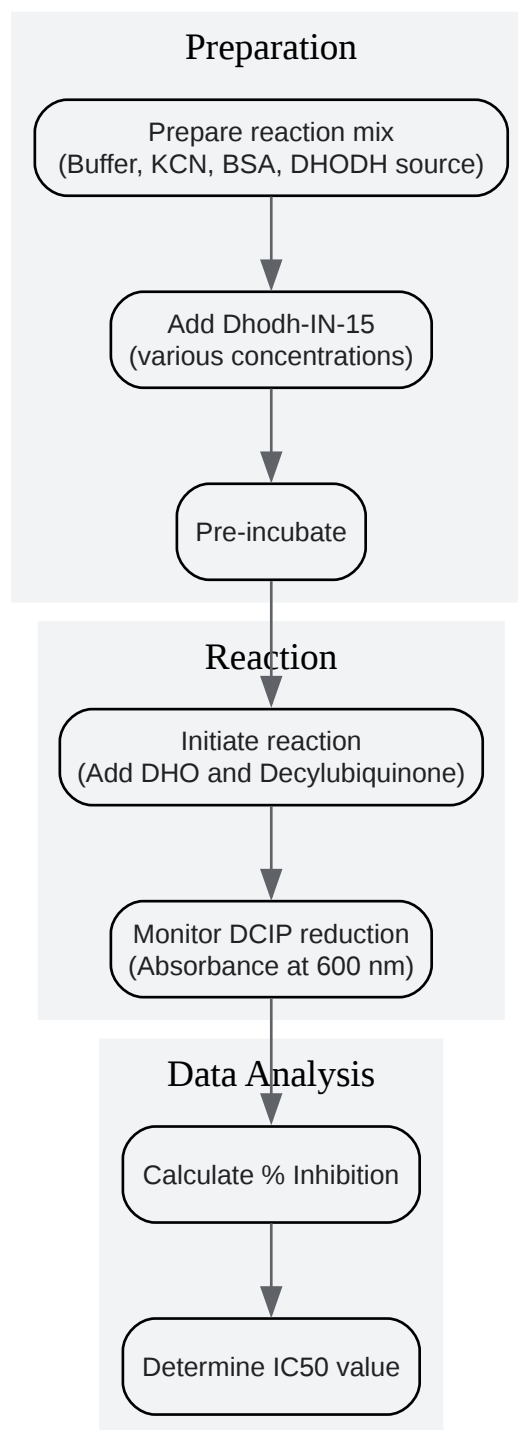 Preparation
Prepare reaction mix
(Buffer, KCN, BSA, DHODH source)
Add Dhodh-IN-15
(various concentrations)
Pre-incubate
Reaction
Initiate reaction
(Add DHO and Decylubiquinone)
Monitor DCIP reduction
(Absorbance at 600 nm)
Data Analysis
Calculate % Inhibition
Determine IC50 value